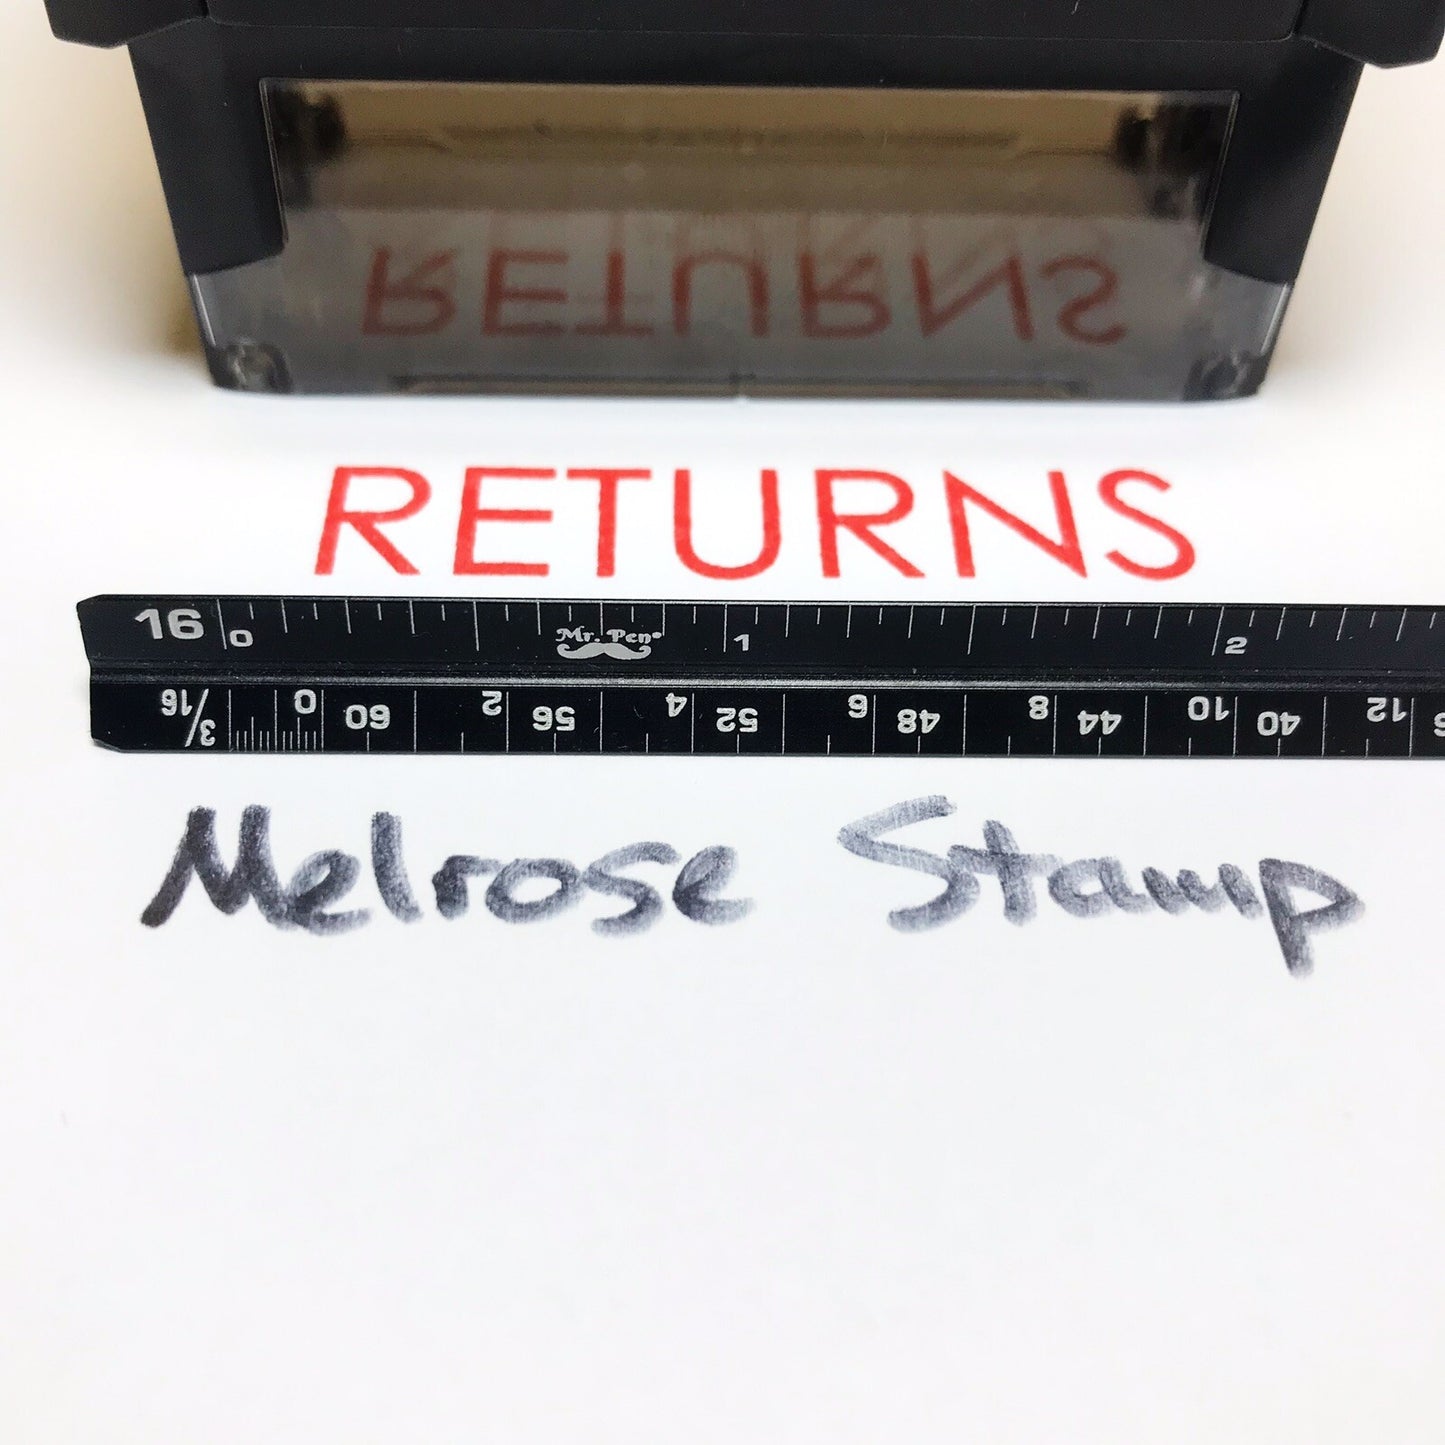 RETURNS
RETURNS
16 0 Mr. Pen® 1 2
3/16 0 60 2 56 4 52 6 48 8 44 10 40 12
Melrose Stamp